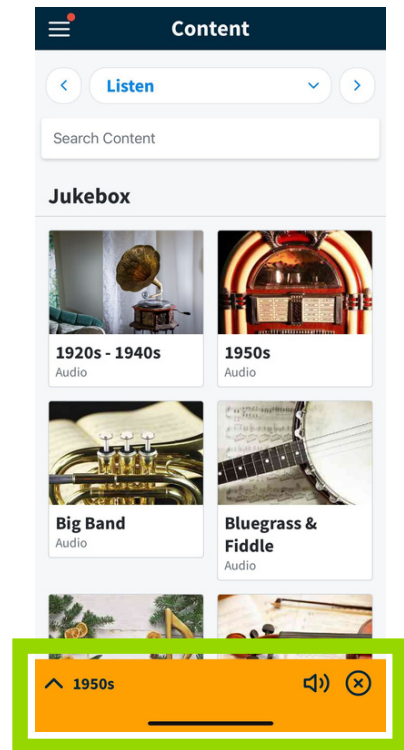 Content
Listen
Search Content
Jukebox
1920s - 1940s
Audio
1950s
Audio
Big Band
Audio
Bluegrass &
Fiddle
Audio
1950s